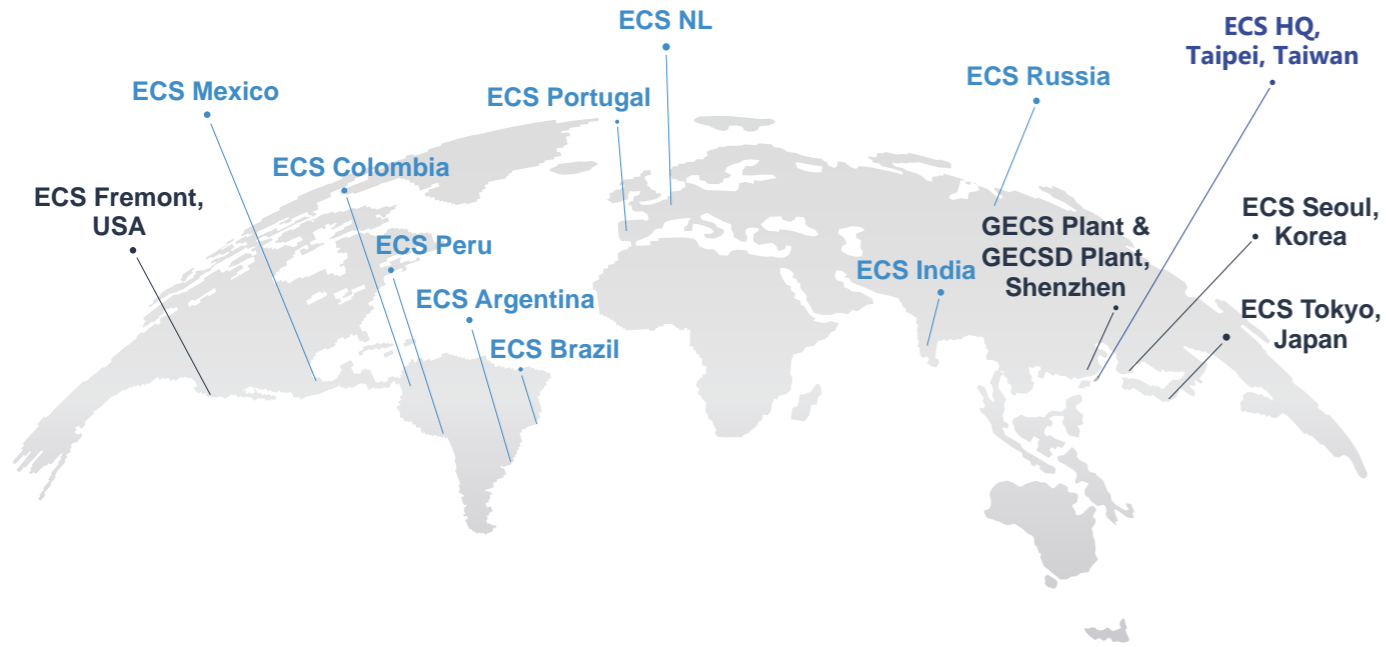 ECS NL
ECS HQ,
Taipei, Taiwan
ECS Russia
ECS Mexico
ECS Portugal
ECS Colombia
ECS Fremont,
USA
ECS Seoul,
Korea
GECS Plant &
GECSD Plant,
Shenzhen
ECS Peru
ECS India
ECS Argentina
ECS Tokyo,
Japan
ECS Brazil